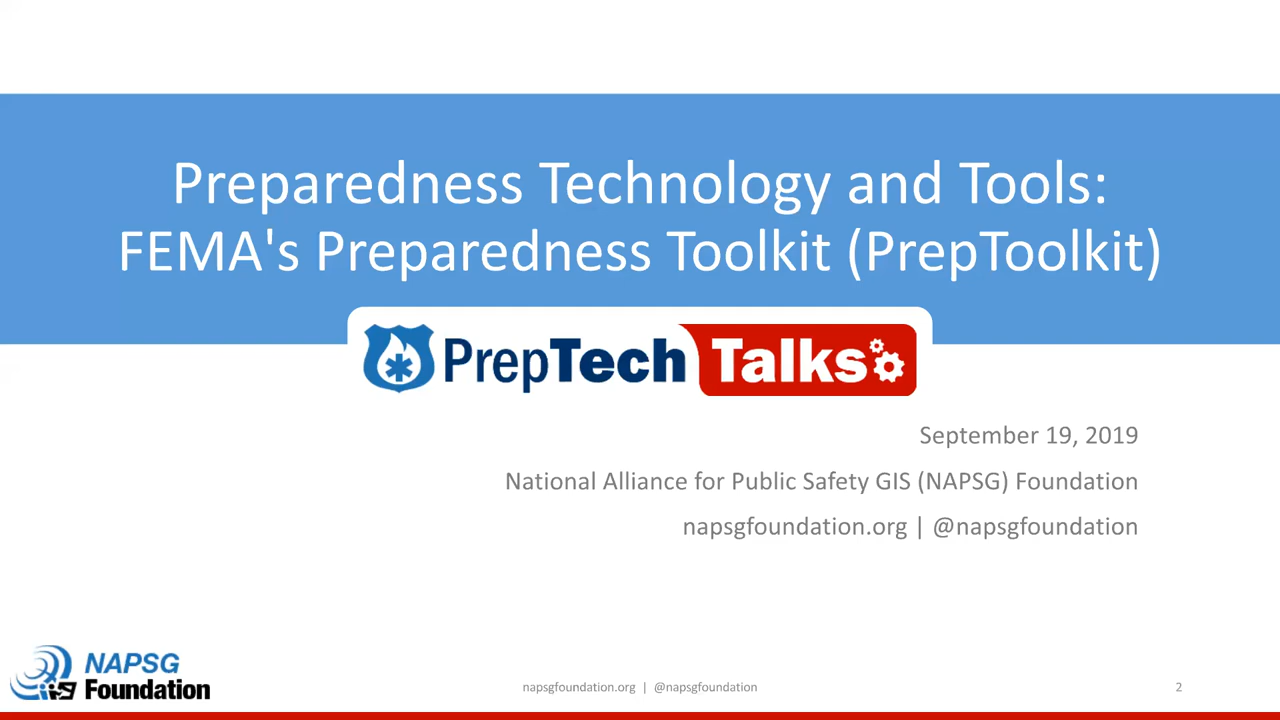 Preparedness Technology and Tools:
FEMA's Preparedness Toolkit (PrepToolkit)
PrepTech Talks
September 19, 2019
National Alliance for Public Safety GIS (NAPSG) Foundation
napsgfoundation.org | @napsgfoundation
NAPSG
Foundation
napsgfoundation.org | @napsgfoundation
2